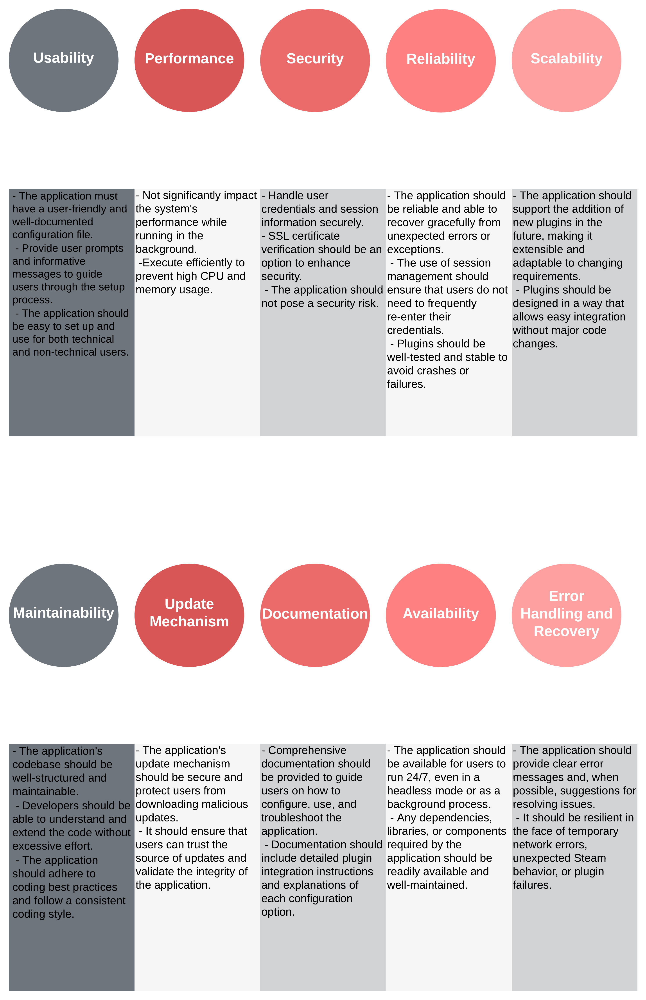 Usability
Performance
Security
Reliability
Scalability
- The application must
have a user-friendly and
well-documented
configuration file.
- Provide user prompts
and informative
messages to guide
users through the setup
process.
- The application should
be easy to set up and
use for both technical
and non-technical users.
- Not significantly impact
the system's
performance while
running in the
background.
-Execute efficiently to
prevent high CPU and
memory usage.
- Handle user
credentials and session
information securely.
- SSL certificate
verification should be an
option to enhance
security.
- The application should
not pose a security risk.
- The application should
be reliable and able to
recover gracefully from
unexpected errors or
exceptions.
- The use of session
management should
ensure that users do not
need to frequently
re-enter their
credentials.
- Plugins should be
well-tested and stable to
avoid crashes or
failures.
- The application should
support the addition of
new plugins in the
future, making it
extensible and
adaptable to changing
requirements.
- Plugins should be
designed in a way that
allows easy integration
without major code
changes.
Maintainability
Update
Mechanism
Documentation
Availability
Error
Handling and
Recovery
- The application's
codebase should be
well-structured and
maintainable.
- Developers should be
able to understand and
extend the code without
excessive effort.
- The application
should adhere to
coding best practices
and follow a consistent
coding style.
- The application's
update mechanism
should be secure and
protect users from
downloading malicious
updates.
- It should ensure that
users can trust the
source of updates and
validate the integrity of
the application.
- Comprehensive
documentation should
be provided to guide
users on how to
configure, use, and
troubleshoot the
application.
- Documentation should
include detailed plugin
integration instructions
and explanations of
each configuration
option.
- The application should
be available for users to
run 24/7, even in a
headless mode or as a
background process.
- Any dependencies,
libraries, or components
required by the
application should be
readily available and
well-maintained.
- The application should
provide clear error
messages and, when
possible, suggestions for
resolving issues.
- It should be resilient in
the face of temporary
network errors,
unexpected Steam
behavior, or plugin
failures.